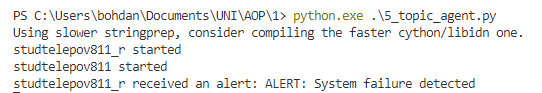 PS C:\Users\bohdan\Documents\UNI\AOP\1> python.exe .\5_topic_agent.py
Using slower stringprep, consider compiling the faster cython/libidn one.
studtelepov811_r started
studtelepov811 started
studtelepov811_r received an alert: ALERT: System failure detected